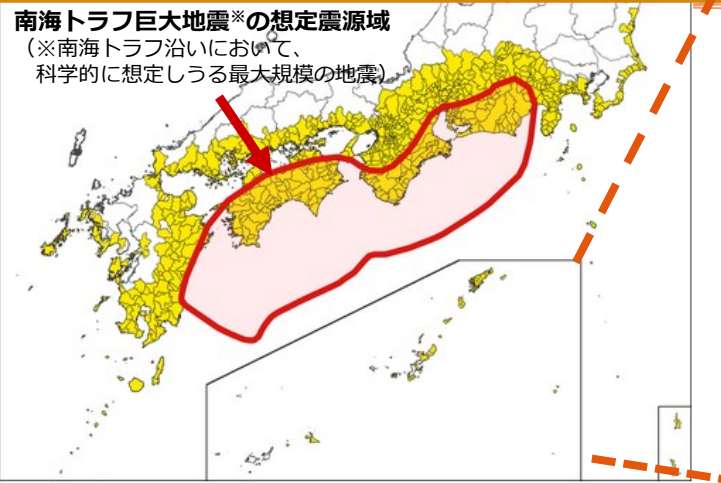 南海トラフ巨大地震※の想定震源域
（※南海トラフ沿いにおいて、
科学的に想定しうる最大規模の地震）